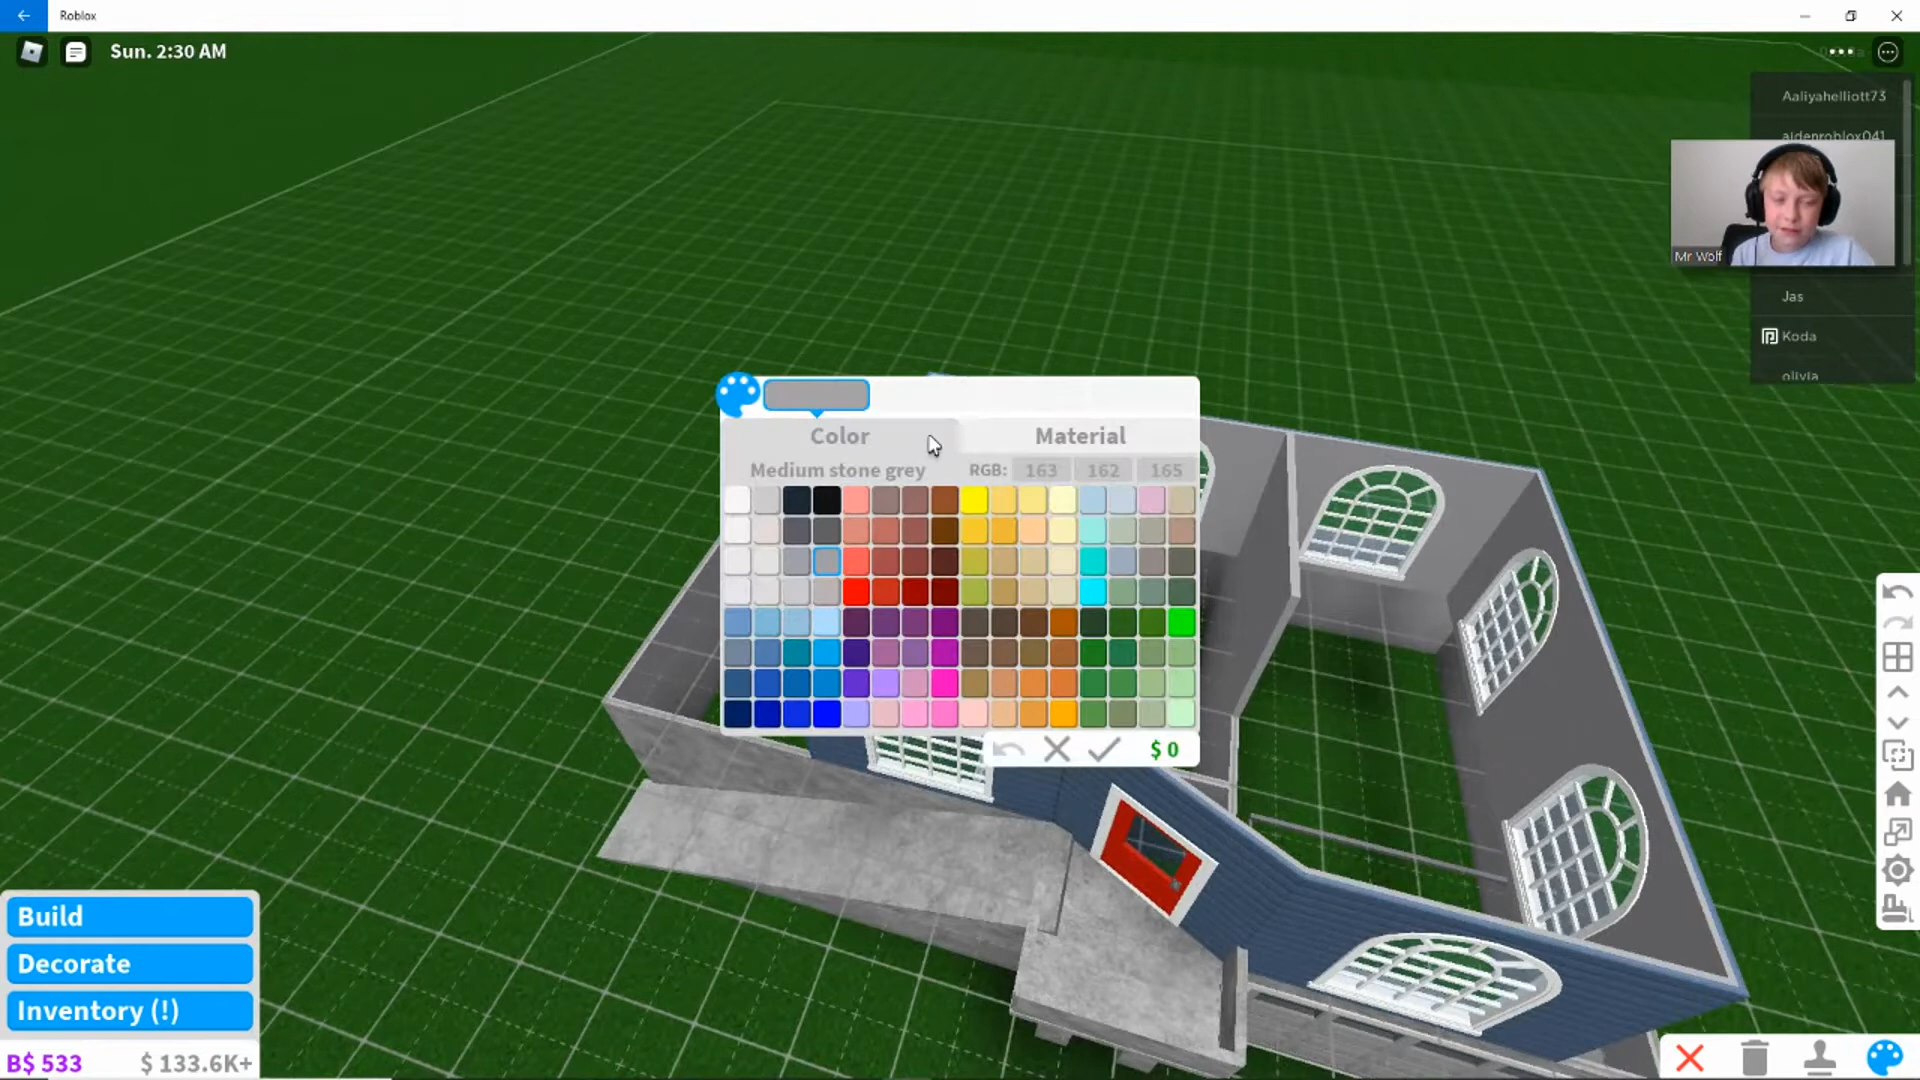 Roblox
Sun. 2:30 AM
Aaliyahelliott73
aidenroblox041
Mr Wolf
Jas
Koda
olivia
Color
Material
Medium stone grey
RGB: 163 162 165
$ 0
Build
Decorate
Inventory (!)
B$ 533
$ 133.6K+